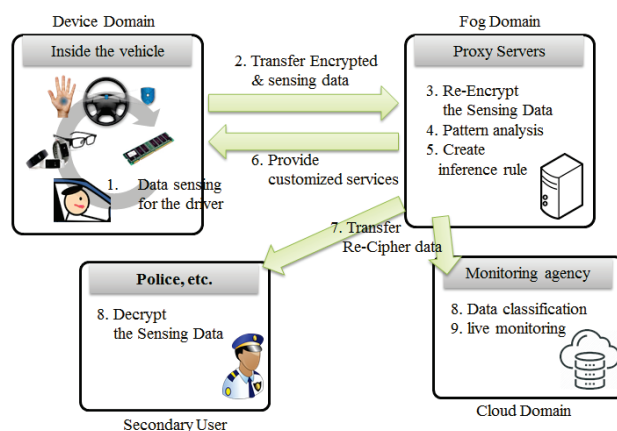 Device Domain
Fog Domain
Inside the vehicle
1. Data sensing
for the driver
2. Transfer Encrypted
& sensing data
Proxy Servers
3. Re-Encrypt
the Sensing Data
4. Pattern analysis
5. Create
inference rule
6. Provide
customized services
7. Transfer
Re-Cipher data
Police, etc.
8. Decrypt
the Sensing Data
Secondary User
Monitoring agency
8. Data classification
9. live monitoring
Cloud Domain